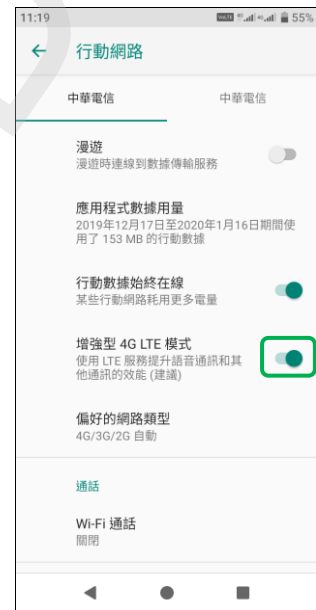 11:19 VoLTE 55%
行動網路
中華電信 中華電信
漫遊
漫遊時連線到數據傳輸服務
應用程式數據用量
2019年12月17日至2020年1月16日期間使
用了 153 MB 的行動數據
行動數據始終在線
某些行動網路耗用更多電量
增強型 4G LTE 模式
使用 LTE 服務提升語音通訊和其
他通訊的效能 (建議)
偏好的網路類型
4G/3G/2G 自動
通話
Wi-Fi 通話
關閉